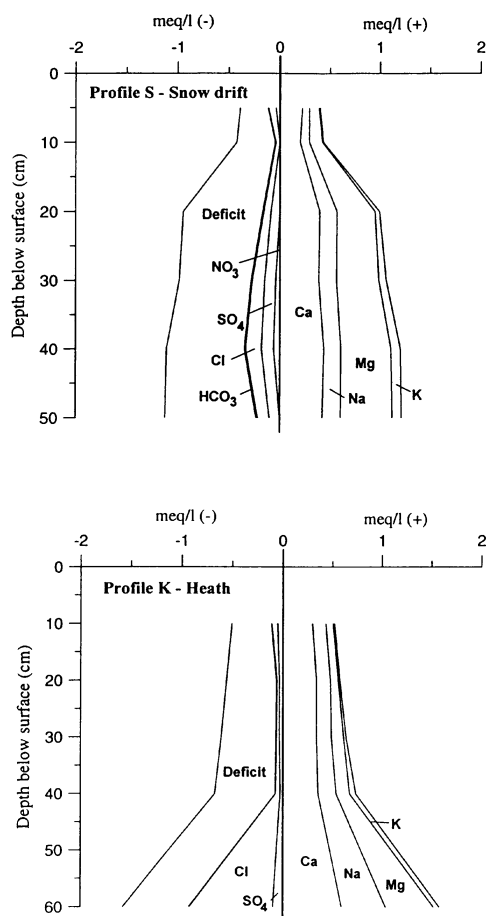 meq/l (-) meq/l (+)
-2 -1 0 1 2
Profile S - Snow drift
Depth below surface (cm)
0
10
20
30
40
50
Deficit
NO3
SO4
Ca
Cl
Mg
HCO3
Na
K
meq/l (-) meq/l (+)
-2 -1 0 1 2
Profile K - Heath
Depth below surface (cm)
0
10
20
30
40
50
60
Deficit
K
Cl
Ca
Na
Mg
SO4